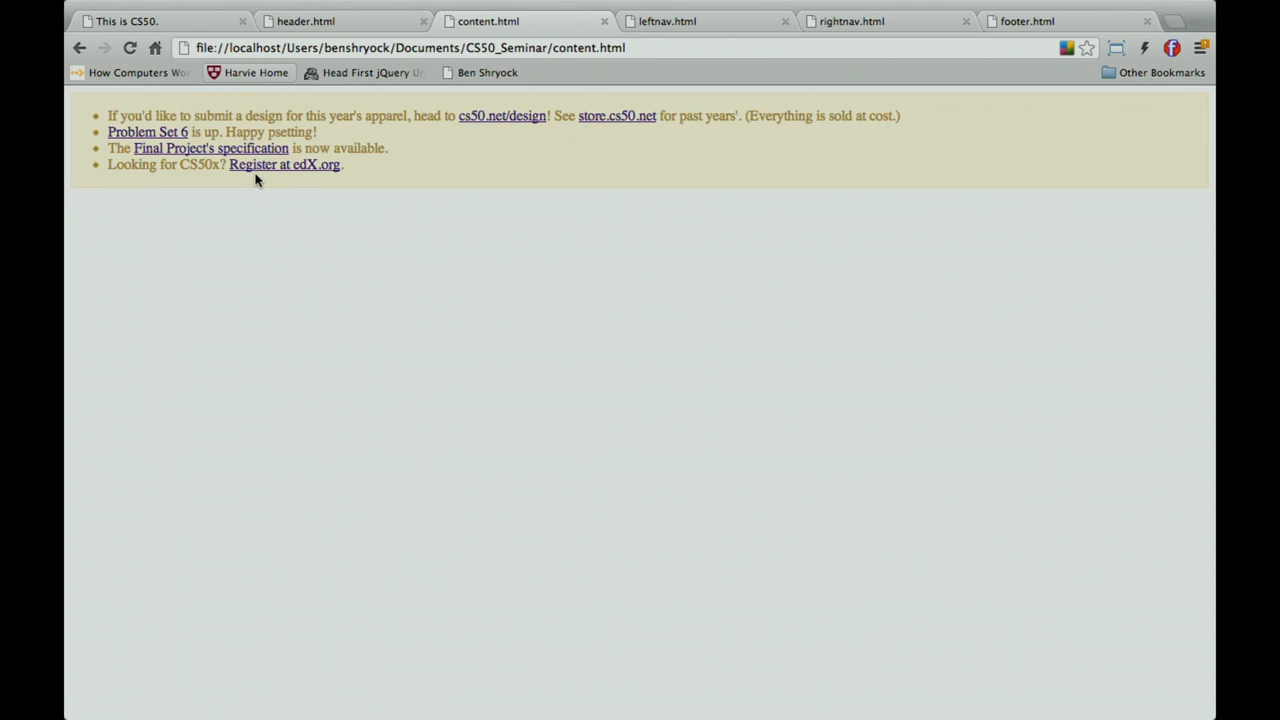 This is CS50.
header.html
content.html
leftnav.html
rightnav.html
footer.html
file://localhost/Users/benshryock/Documents/CS50_Seminar/content.html
How Computers Wor
Harvie Home
Head First jQuery
Ben Shryock
Other Bookmarks
If you'd like to submit a design for this year's apparel, head to cs50.net/design! See store.cs50.net for past years'. (Everything is sold at cost.)
Problem Set 6 is up. Happy psetting!
The Final Project's specification is now available.
Looking for CS50x? Register at edX.org.